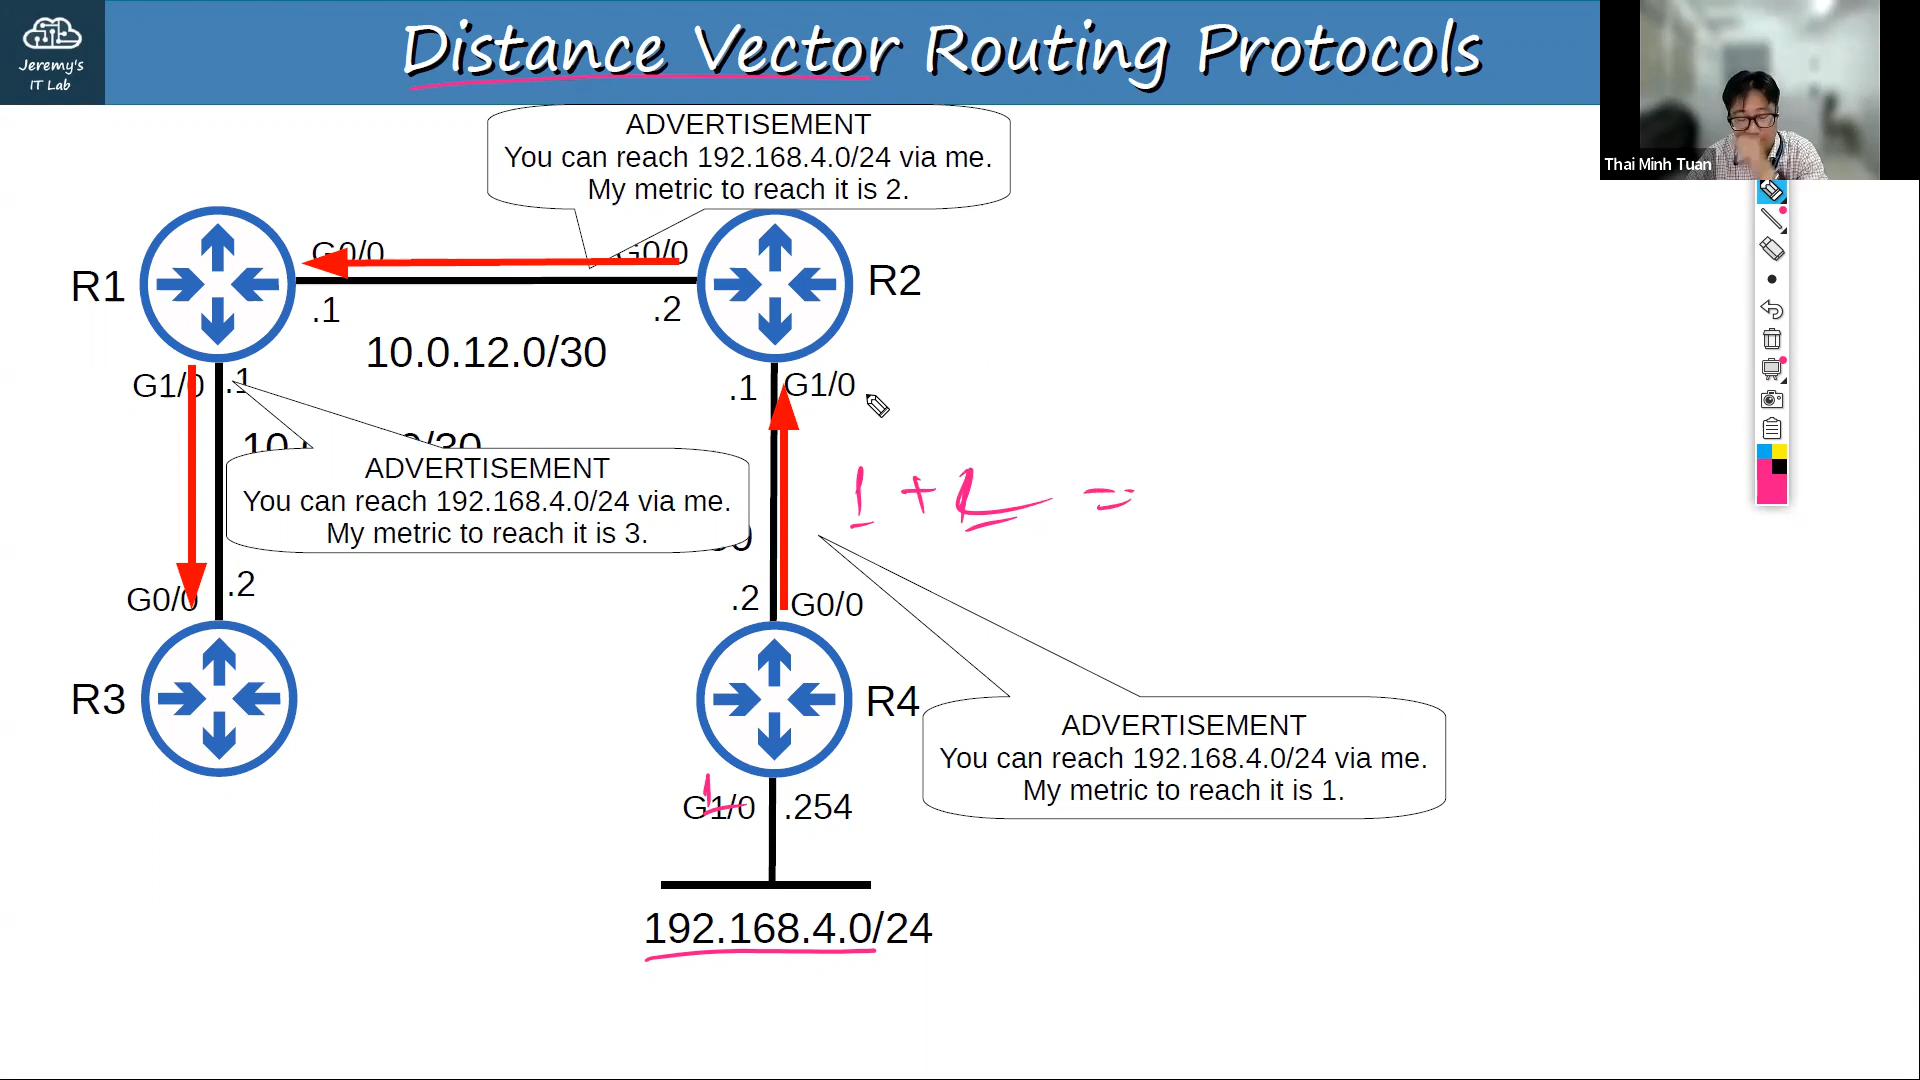 Jeremy's
IT Lab
Distance Vector Routing Protocols
Thai Minh Tuan
ADVERTISEMENT
You can reach 192.168.4.0/24 via me.
My metric to reach it is 2.
R1
G0/0
G0/0
R2
.1
.2
10.0.12.0/30
G1/0
.1
.1
G1/0
ADVERTISEMENT
You can reach 192.168.4.0/24 via me.
My metric to reach it is 3.
1 + 1 =
G0/0
.2
.2
G0/0
R3
R4
ADVERTISEMENT
You can reach 192.168.4.0/24 via me.
My metric to reach it is 1.
1
G1/0
.254
192.168.4.0/24